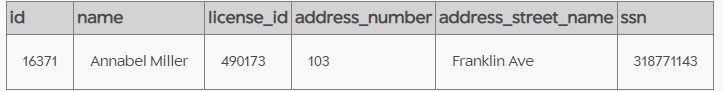 id name license_id address_number address_street_name ssn
16371 Annabel Miller 490173 103 Franklin Ave 318771143